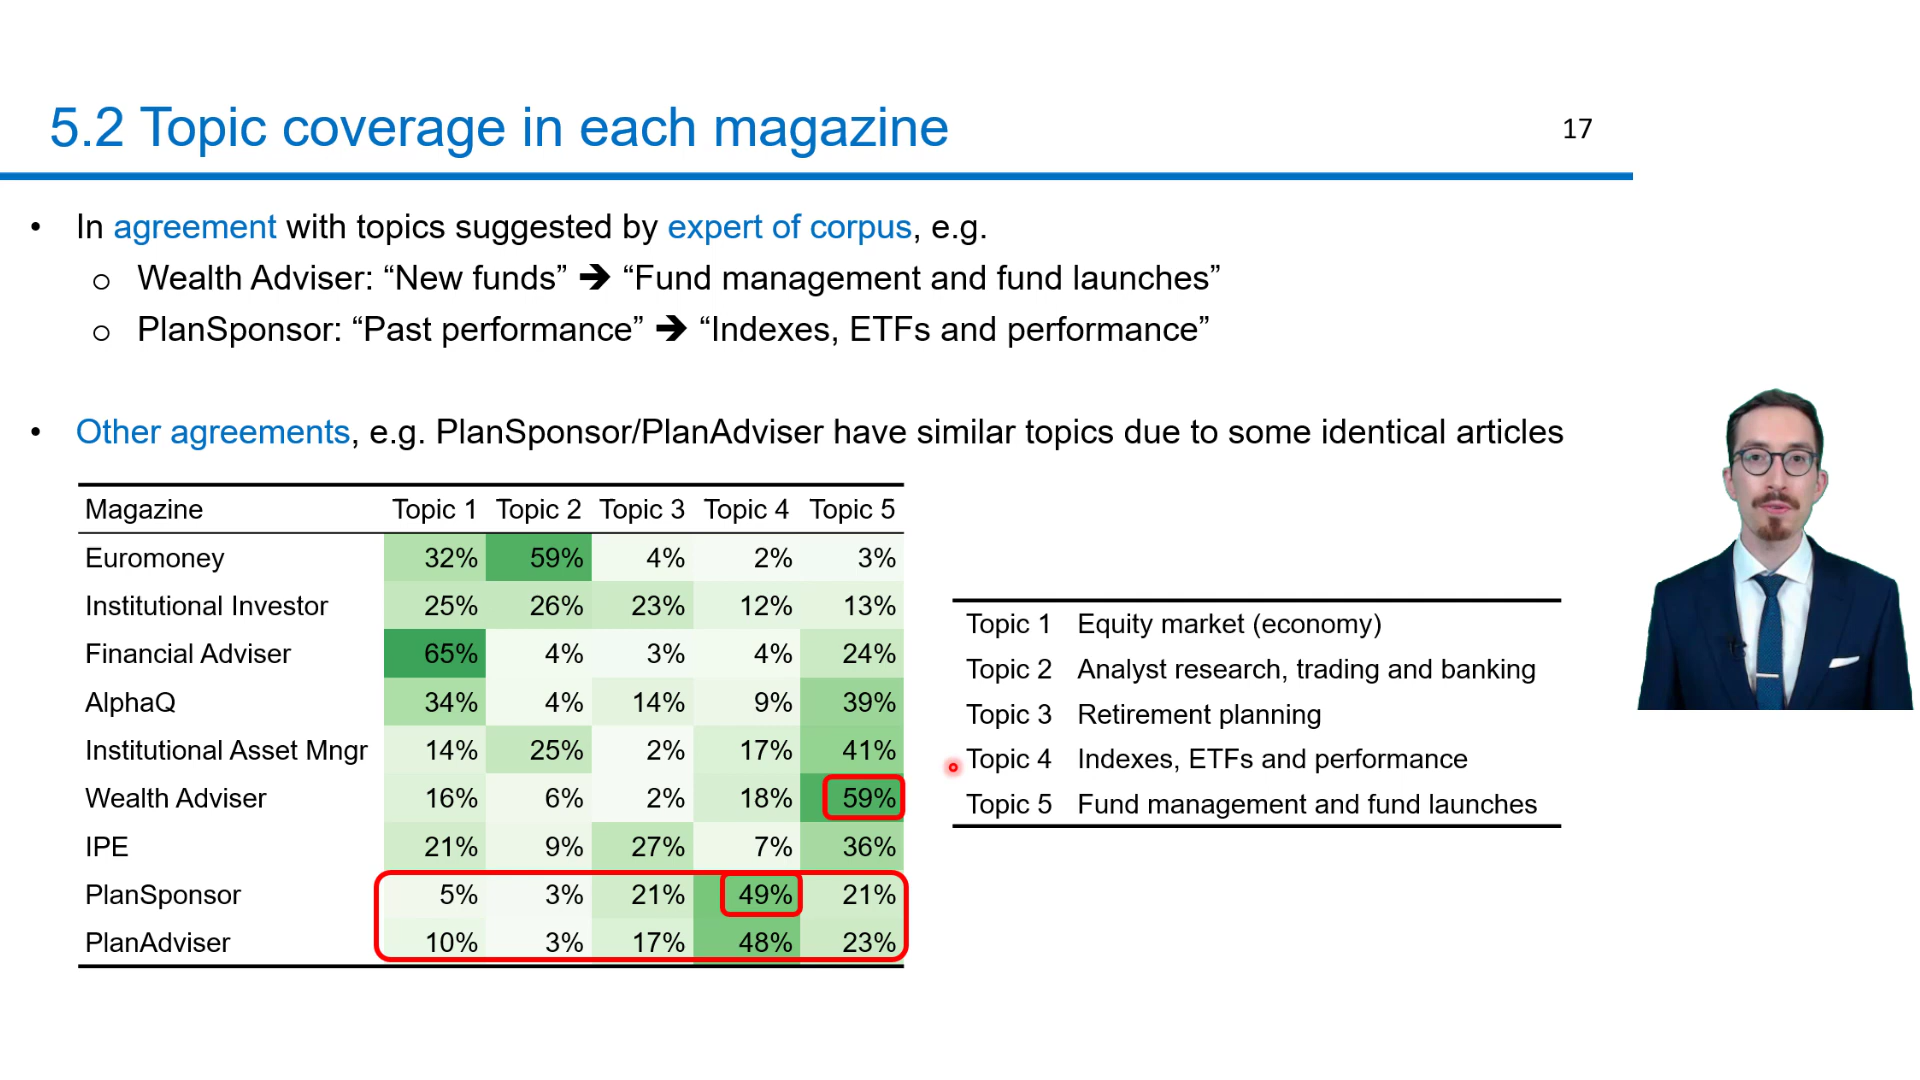 5.2 Topic coverage in each magazine
17
• In agreement with topics suggested by expert of corpus, e.g.
o Wealth Adviser: “New funds” ➔ “Fund management and fund launches”
o PlanSponsor: “Past performance” ➔ “Indexes, ETFs and performance”
• Other agreements, e.g. PlanSponsor/PlanAdviser have similar topics due to some identical articles
Magazine Topic 1 Topic 2 Topic 3 Topic 4 Topic 5
Euromoney 32% 59% 4% 2% 3%
Institutional Investor 25% 26% 23% 12% 13%
Financial Adviser 65% 4% 3% 4% 24%
AlphaQ 34% 4% 14% 9% 39%
Institutional Asset Mngr 14% 25% 2% 17% 41%
Wealth Adviser 16% 6% 2% 18% 59%
IPE 21% 9% 27% 7% 36%
PlanSponsor 5% 3% 21% 49% 21%
PlanAdviser 10% 3% 17% 48% 23%
Topic 1 Equity market (economy)
Topic 2 Analyst research, trading and banking
Topic 3 Retirement planning
Topic 4 Indexes, ETFs and performance
Topic 5 Fund management and fund launches